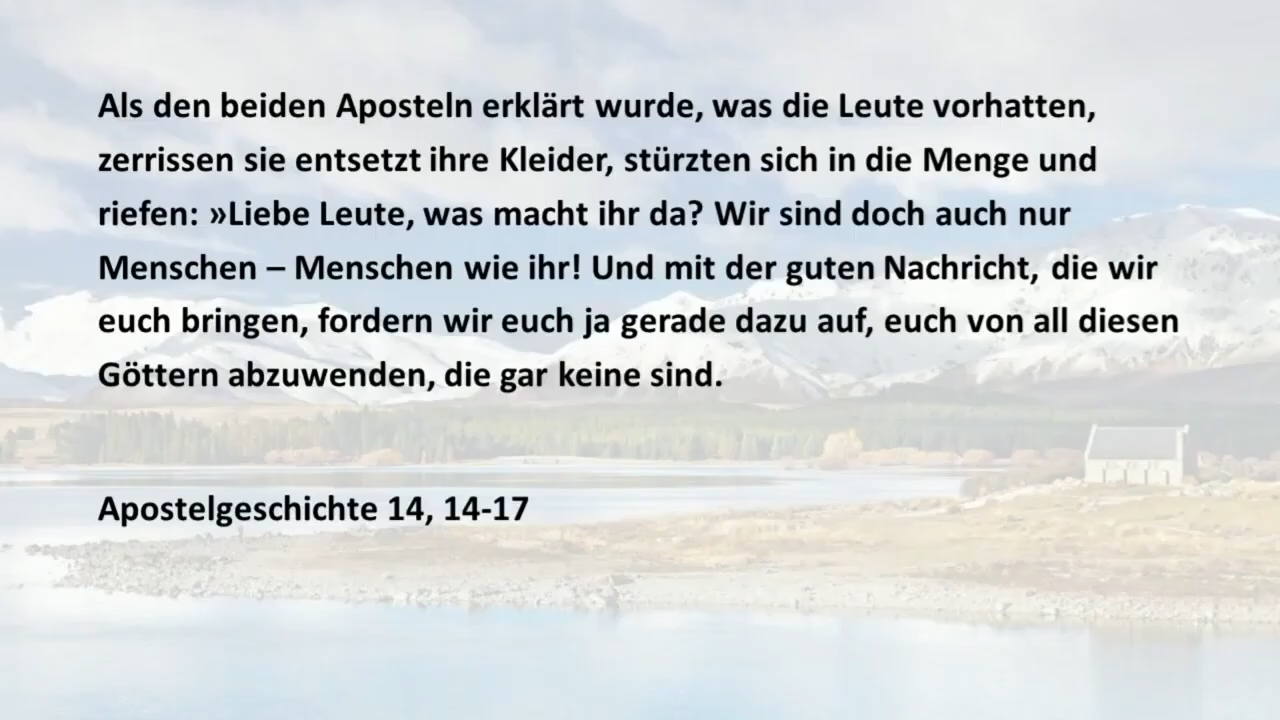 Als den beiden Aposteln erklärt wurde, was die Leute vorhatten,
zerrissen sie entsetzt ihre Kleider, stürzten sich in die Menge und
riefen: »Liebe Leute, was macht ihr da? Wir sind doch auch nur
Menschen – Menschen wie ihr! Und mit der guten Nachricht, die wir
euch bringen, fordern wir euch ja gerade dazu auf, euch von all diesen
Göttern abzuwenden, die gar keine sind.
Apostelgeschichte 14, 14-17